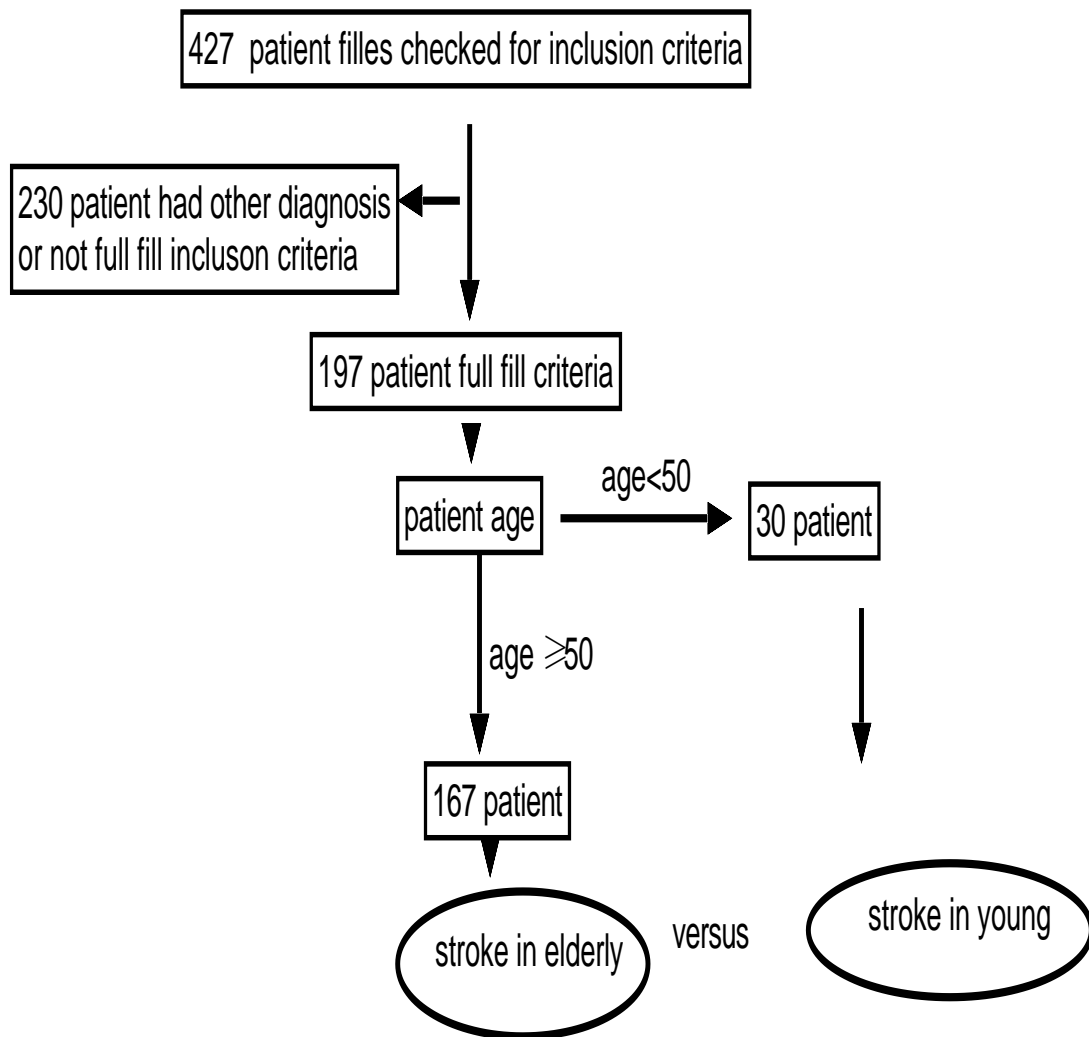 427 patient filles checked for inclusion criteria
230 patient had other diagnosis
or not full fill incluson criteria
197 patient full fill criteria
patient age
age<50
30 patient
age ≥50
167 patient
stroke in elderly
versus
stroke in young